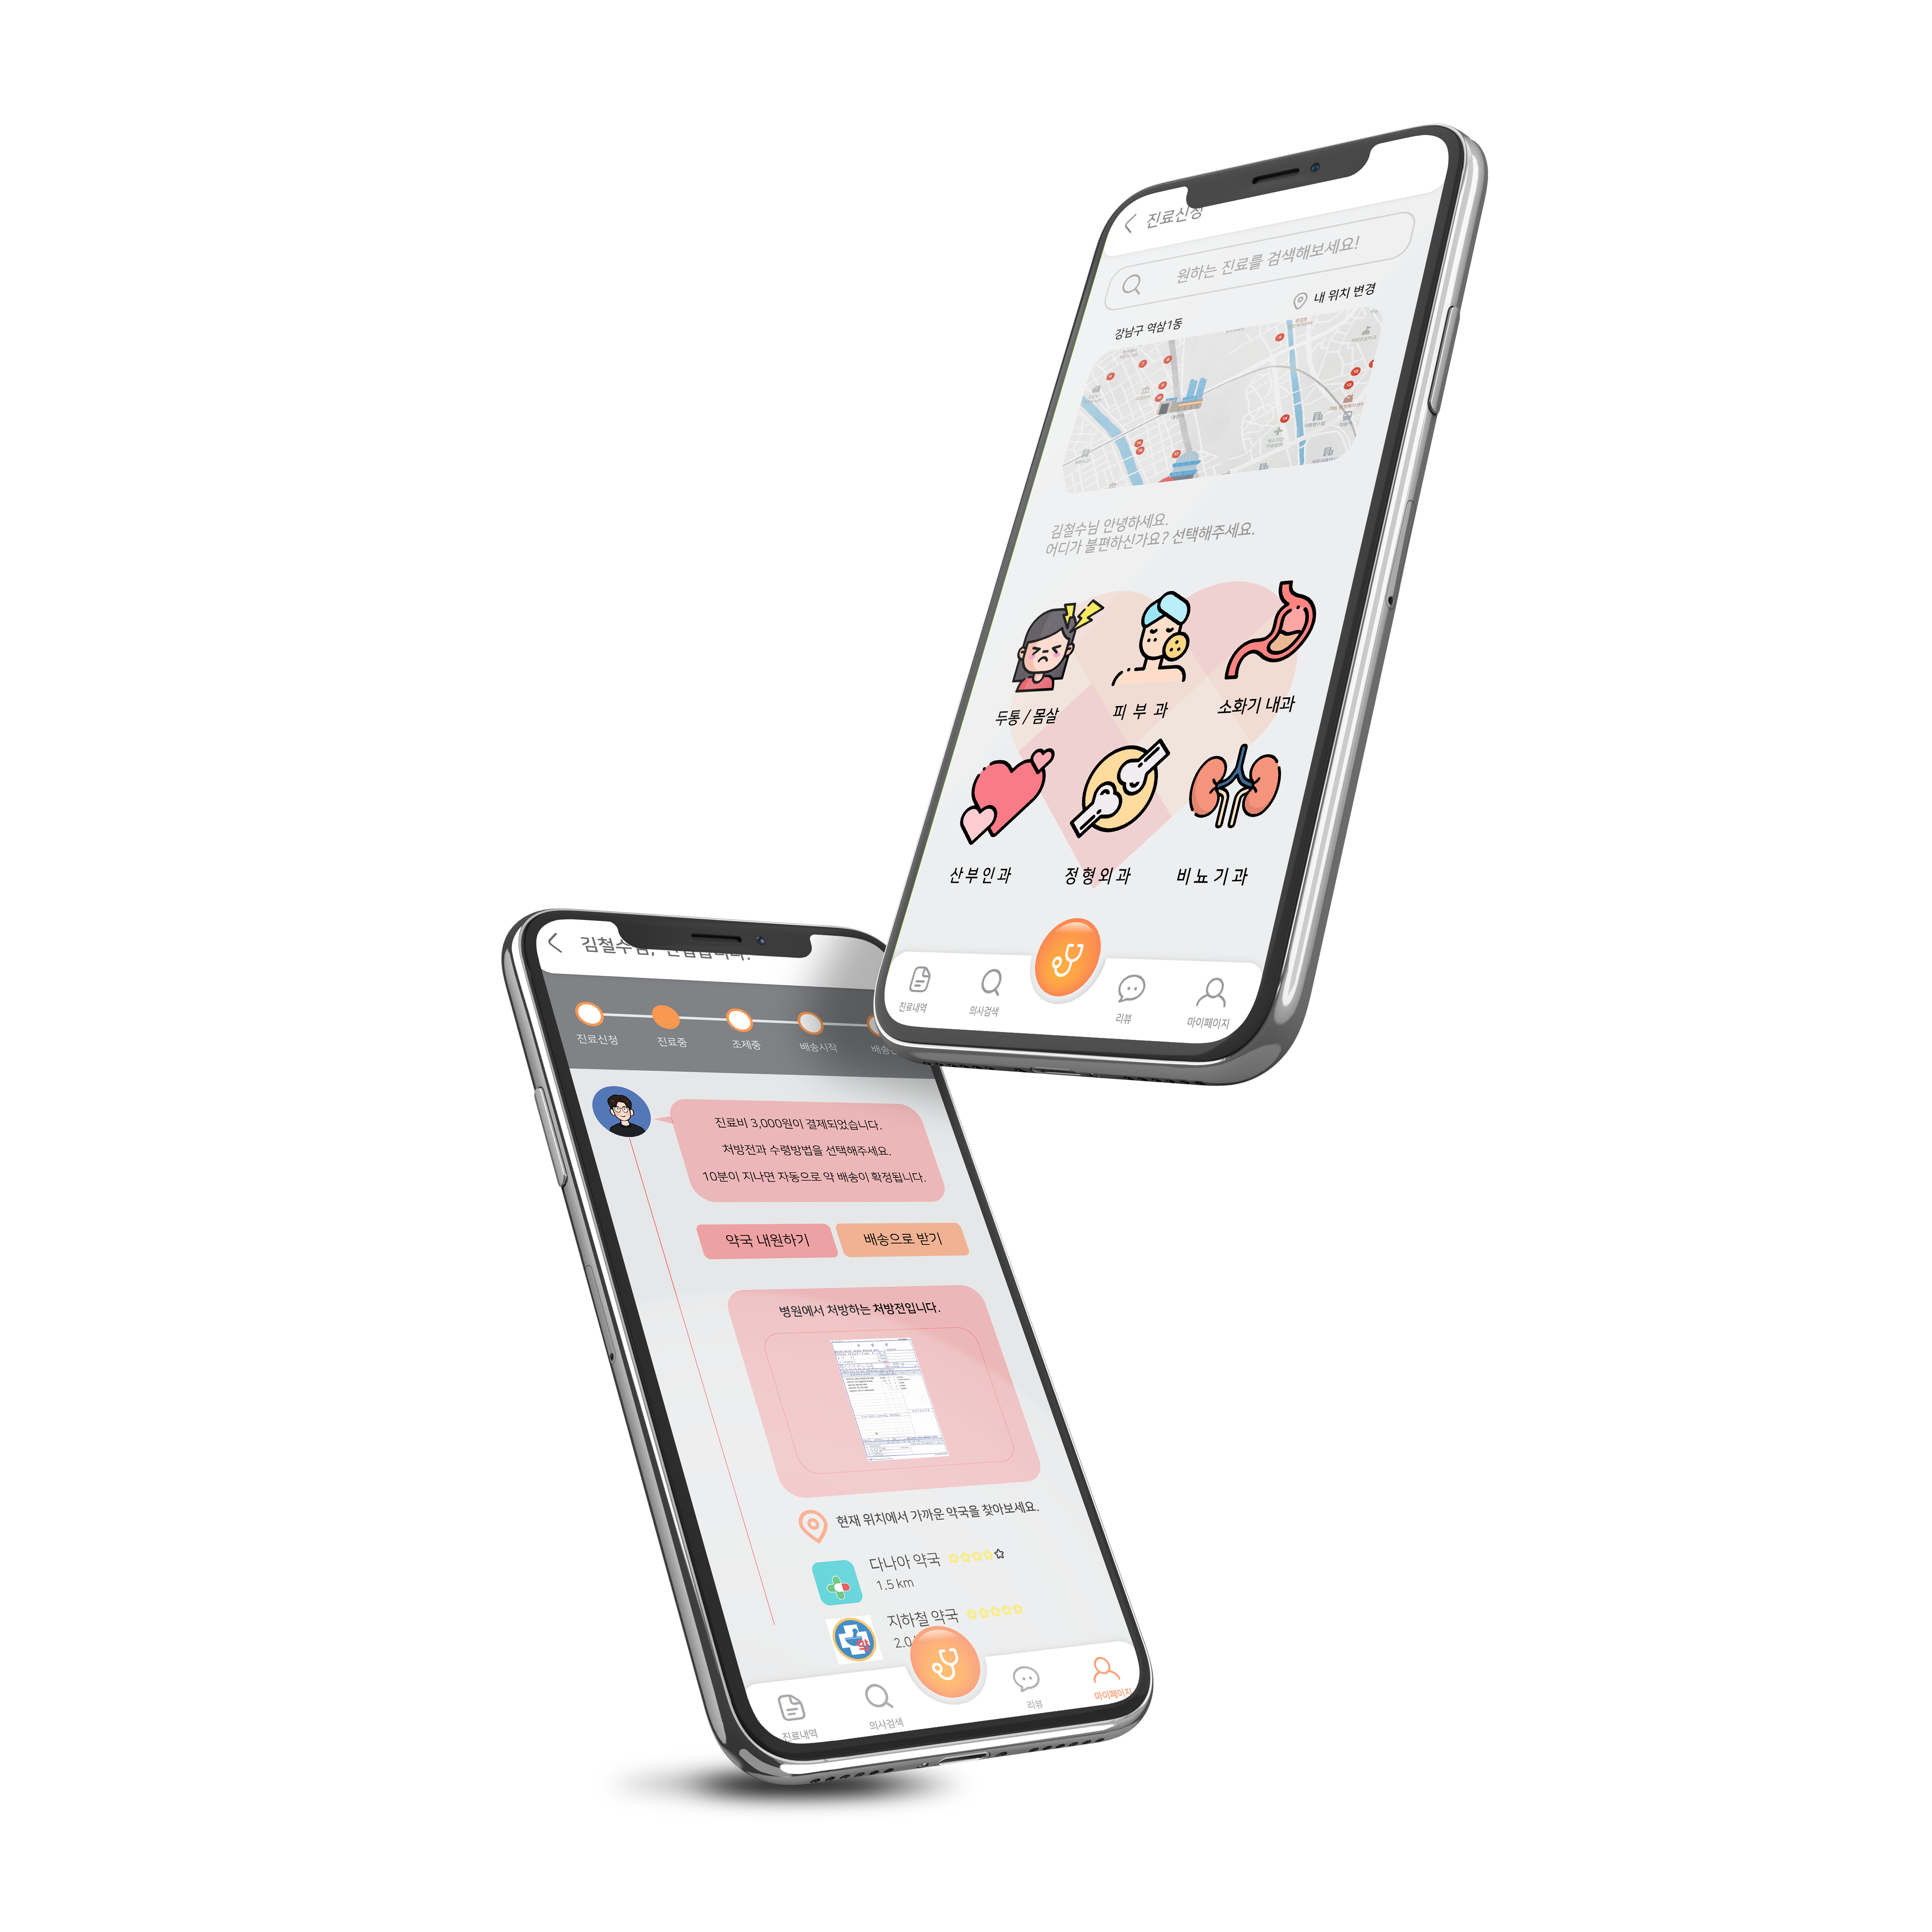 진료신청
원하는 진료를 검색해보세요!
내 위치 변경
강남구 역삼1동
김철수님 안녕하세요.
어디가 불편하신가요? 선택해주세요.
두통 / 몸살
피 부 과
소화기 내과
산부인과
정형외과
비뇨기과
진료내역
의사검색
리뷰
마이페이지
김철수님,
진료신청
진료중
조제중
배송시작
진료비 3,000원이 결제되었습니다.
처방전과 수령방법을 선택해주세요.
10분이 지나면 자동으로 약 배송이 확정됩니다.
약국 내원하기
배송으로 받기
병원에서 처방하는 처방전입니다.
현재 위치에서 가까운 약국을 찾아보세요.
다나아 약국
1.5 km
지하철 약국
2.0
진료내역
의사검색
리뷰
마이페이지